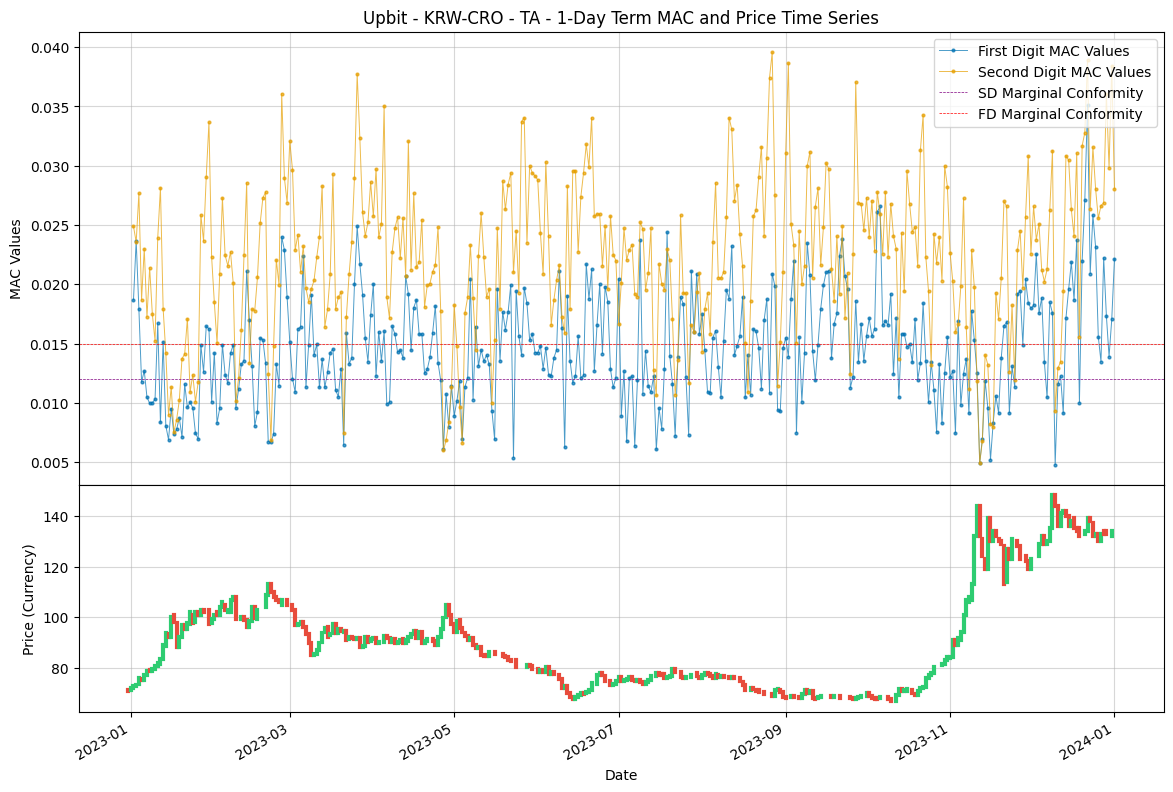 Upbit - KRW-CRO - TA - 1-Day Term MAC and Price Time Series
First Digit MAC Values
Second Digit MAC Values
SD Marginal Conformity
FD Marginal Conformity
MAC Values
0.040
0.035
0.030
0.025
0.020
0.015
0.010
0.005
Price (Currency)
140
120
100
80
2023-01
2023-03
2023-05
2023-07
2023-09
2023-11
2024-01
Date